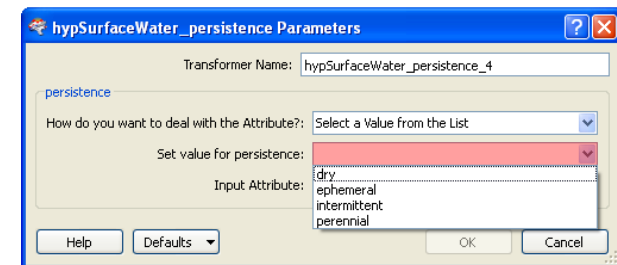 hypSurfaceWater_persistence Parameters
Transformer Name: hypSurfaceWater_persistence_4
persistence
How do you want to deal with the Attribute?: Select a Value from the List
Set value for persistence:
dry
Input Attribute:
ephemeral
intermittent
perennial
Help Defaults OK Cancel